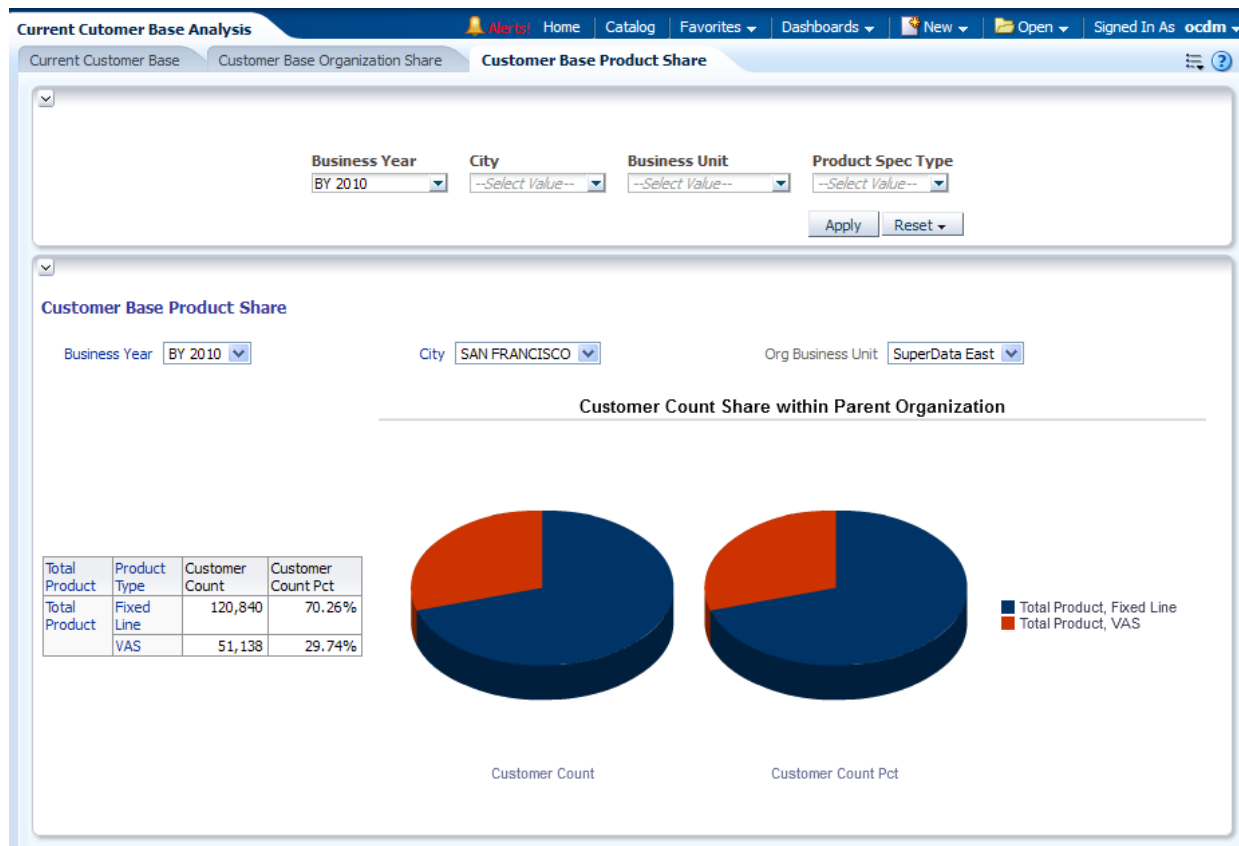 Current Cutomer Base Analysis
Alerts! Home Catalog Favorites Dashboards New Open Signed In As ocdm
Current Customer Base Customer Base Organization Share Customer Base Product Share
Business Year City Business Unit Product Spec Type
BY 2010 --Select Value-- --Select Value-- --Select Value--
Apply Reset
Customer Base Product Share
Business Year BY 2010 City SAN FRANCISCO Org Business Unit SuperData East
Customer Count Share within Parent Organization
Total Product Customer Customer
Product Type Count Count Pct
Total Fixed 120,840 70.26%
Product Line
VAS 51,138 29.74%
Total Product, Fixed Line
Total Product, VAS
Customer Count Customer Count Pct